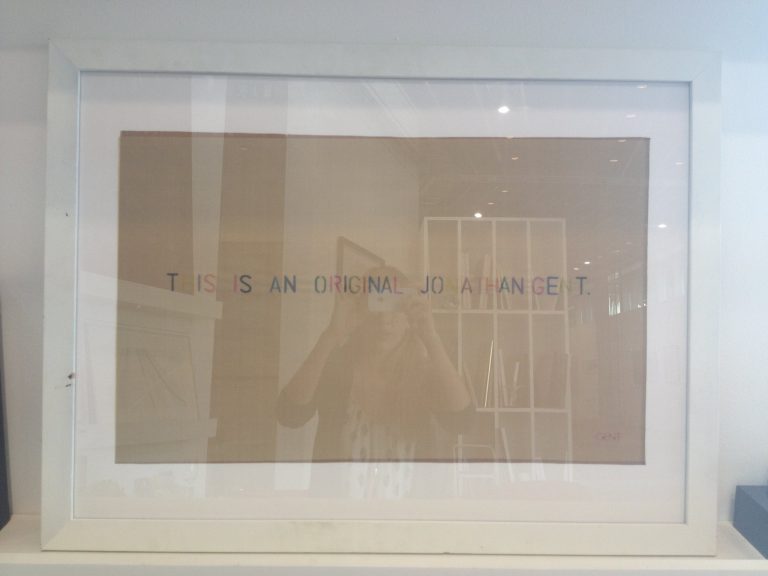 THIS IS AN ORIGINAL JONATHAN GENT.
GENT